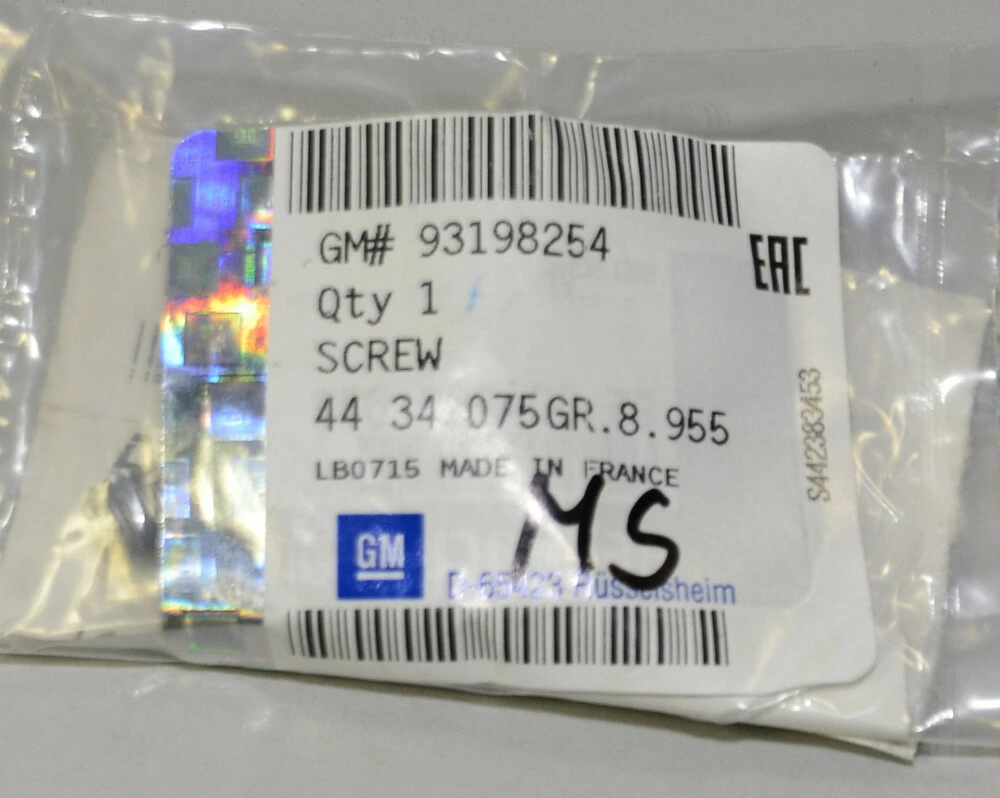 GM# 93198254
EAC
Qty 1
SCREW
44 34 075GR.8.955
LB0715 MADE IN FRANCE
S442383453
MS
GM
D-65423 Rüsselsheim